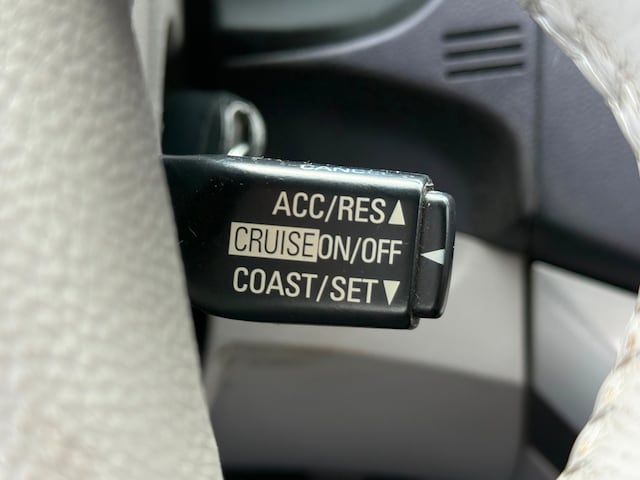 ACC/RES▲
CRUISE ON/OFF ◀
COAST/SET▼